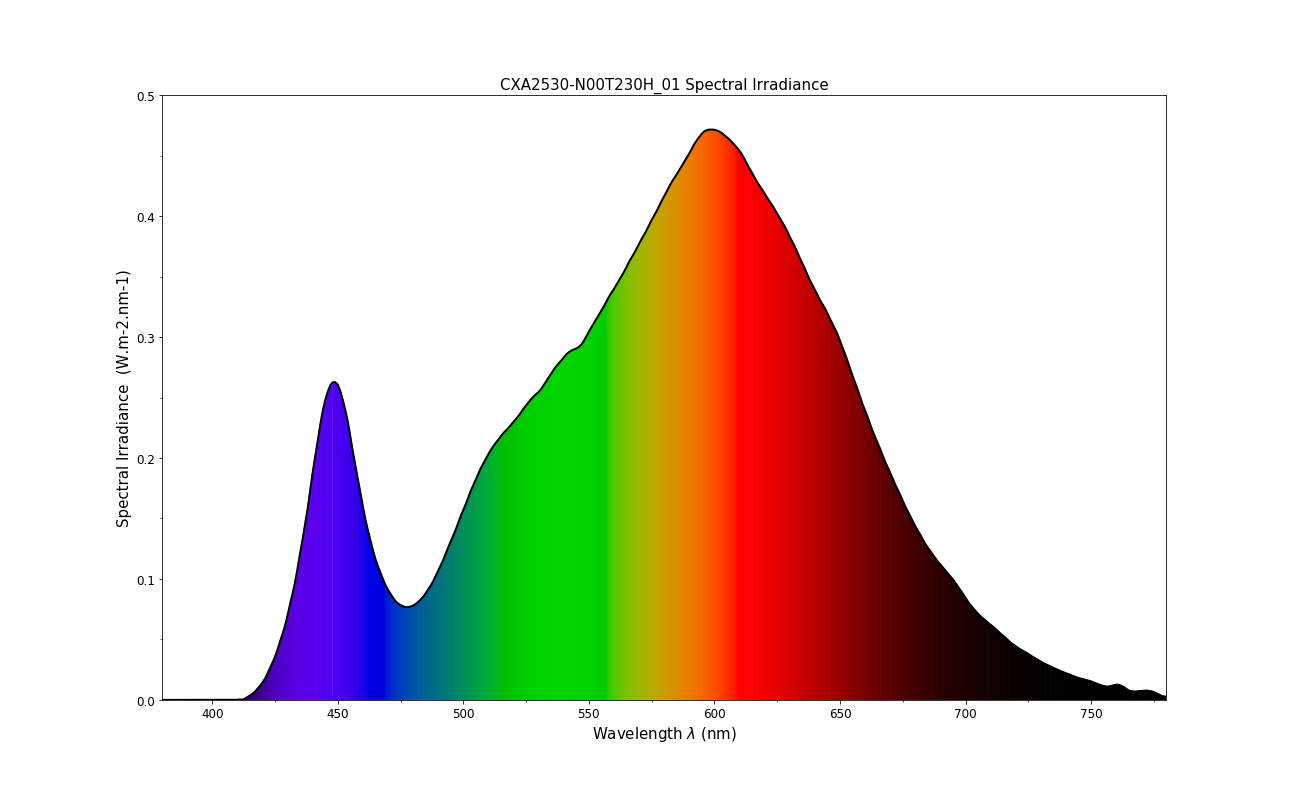 CXA2530-N00T230H_01 Spectral Irradiance
0.5
0.4
0.3
0.2
0.1
0.0
Spectral Irradiance (W.m-2.nm-1)
400 450 500 550 600 650 700 750
Wavelength λ (nm)